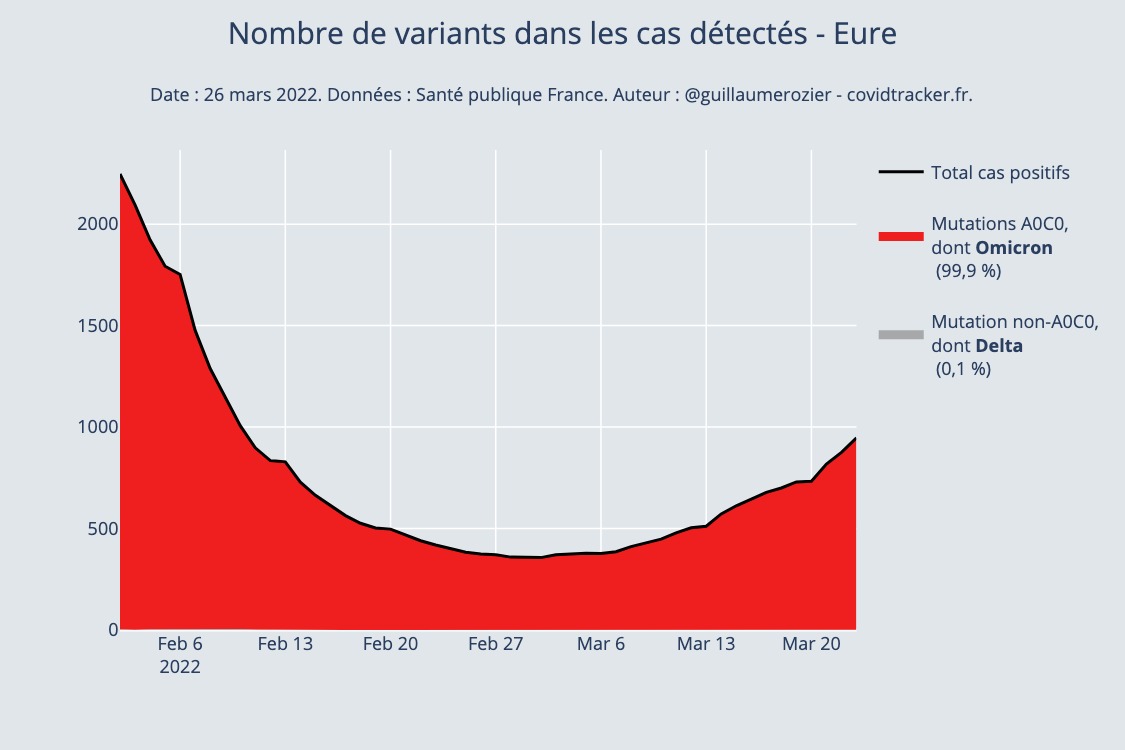 Nombre de variants dans les cas détectés - Eure
Date : 26 mars 2022. Données : Santé publique France. Auteur : @guillaumerozier - covidtracker.fr.
Total cas positifs
Mutations A0C0,
dont Omicron
(99,9 %)
Mutation non-A0C0,
dont Delta
(0,1 %)
2000
1500
1000
500
0
Feb 6
2022
Feb 13
Feb 20
Feb 27
Mar 6
Mar 13
Mar 20